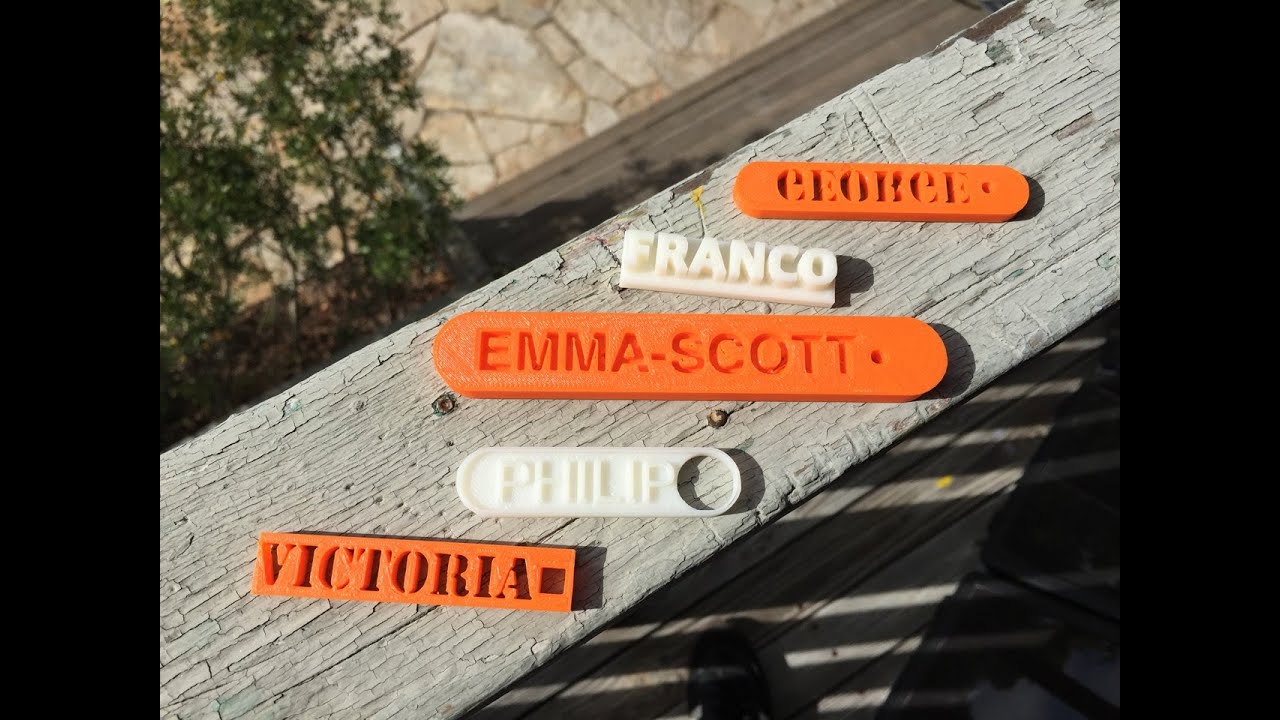 GEORGE
FRANCO
EMMA-SCOTT
PHILIP
VICTORIA